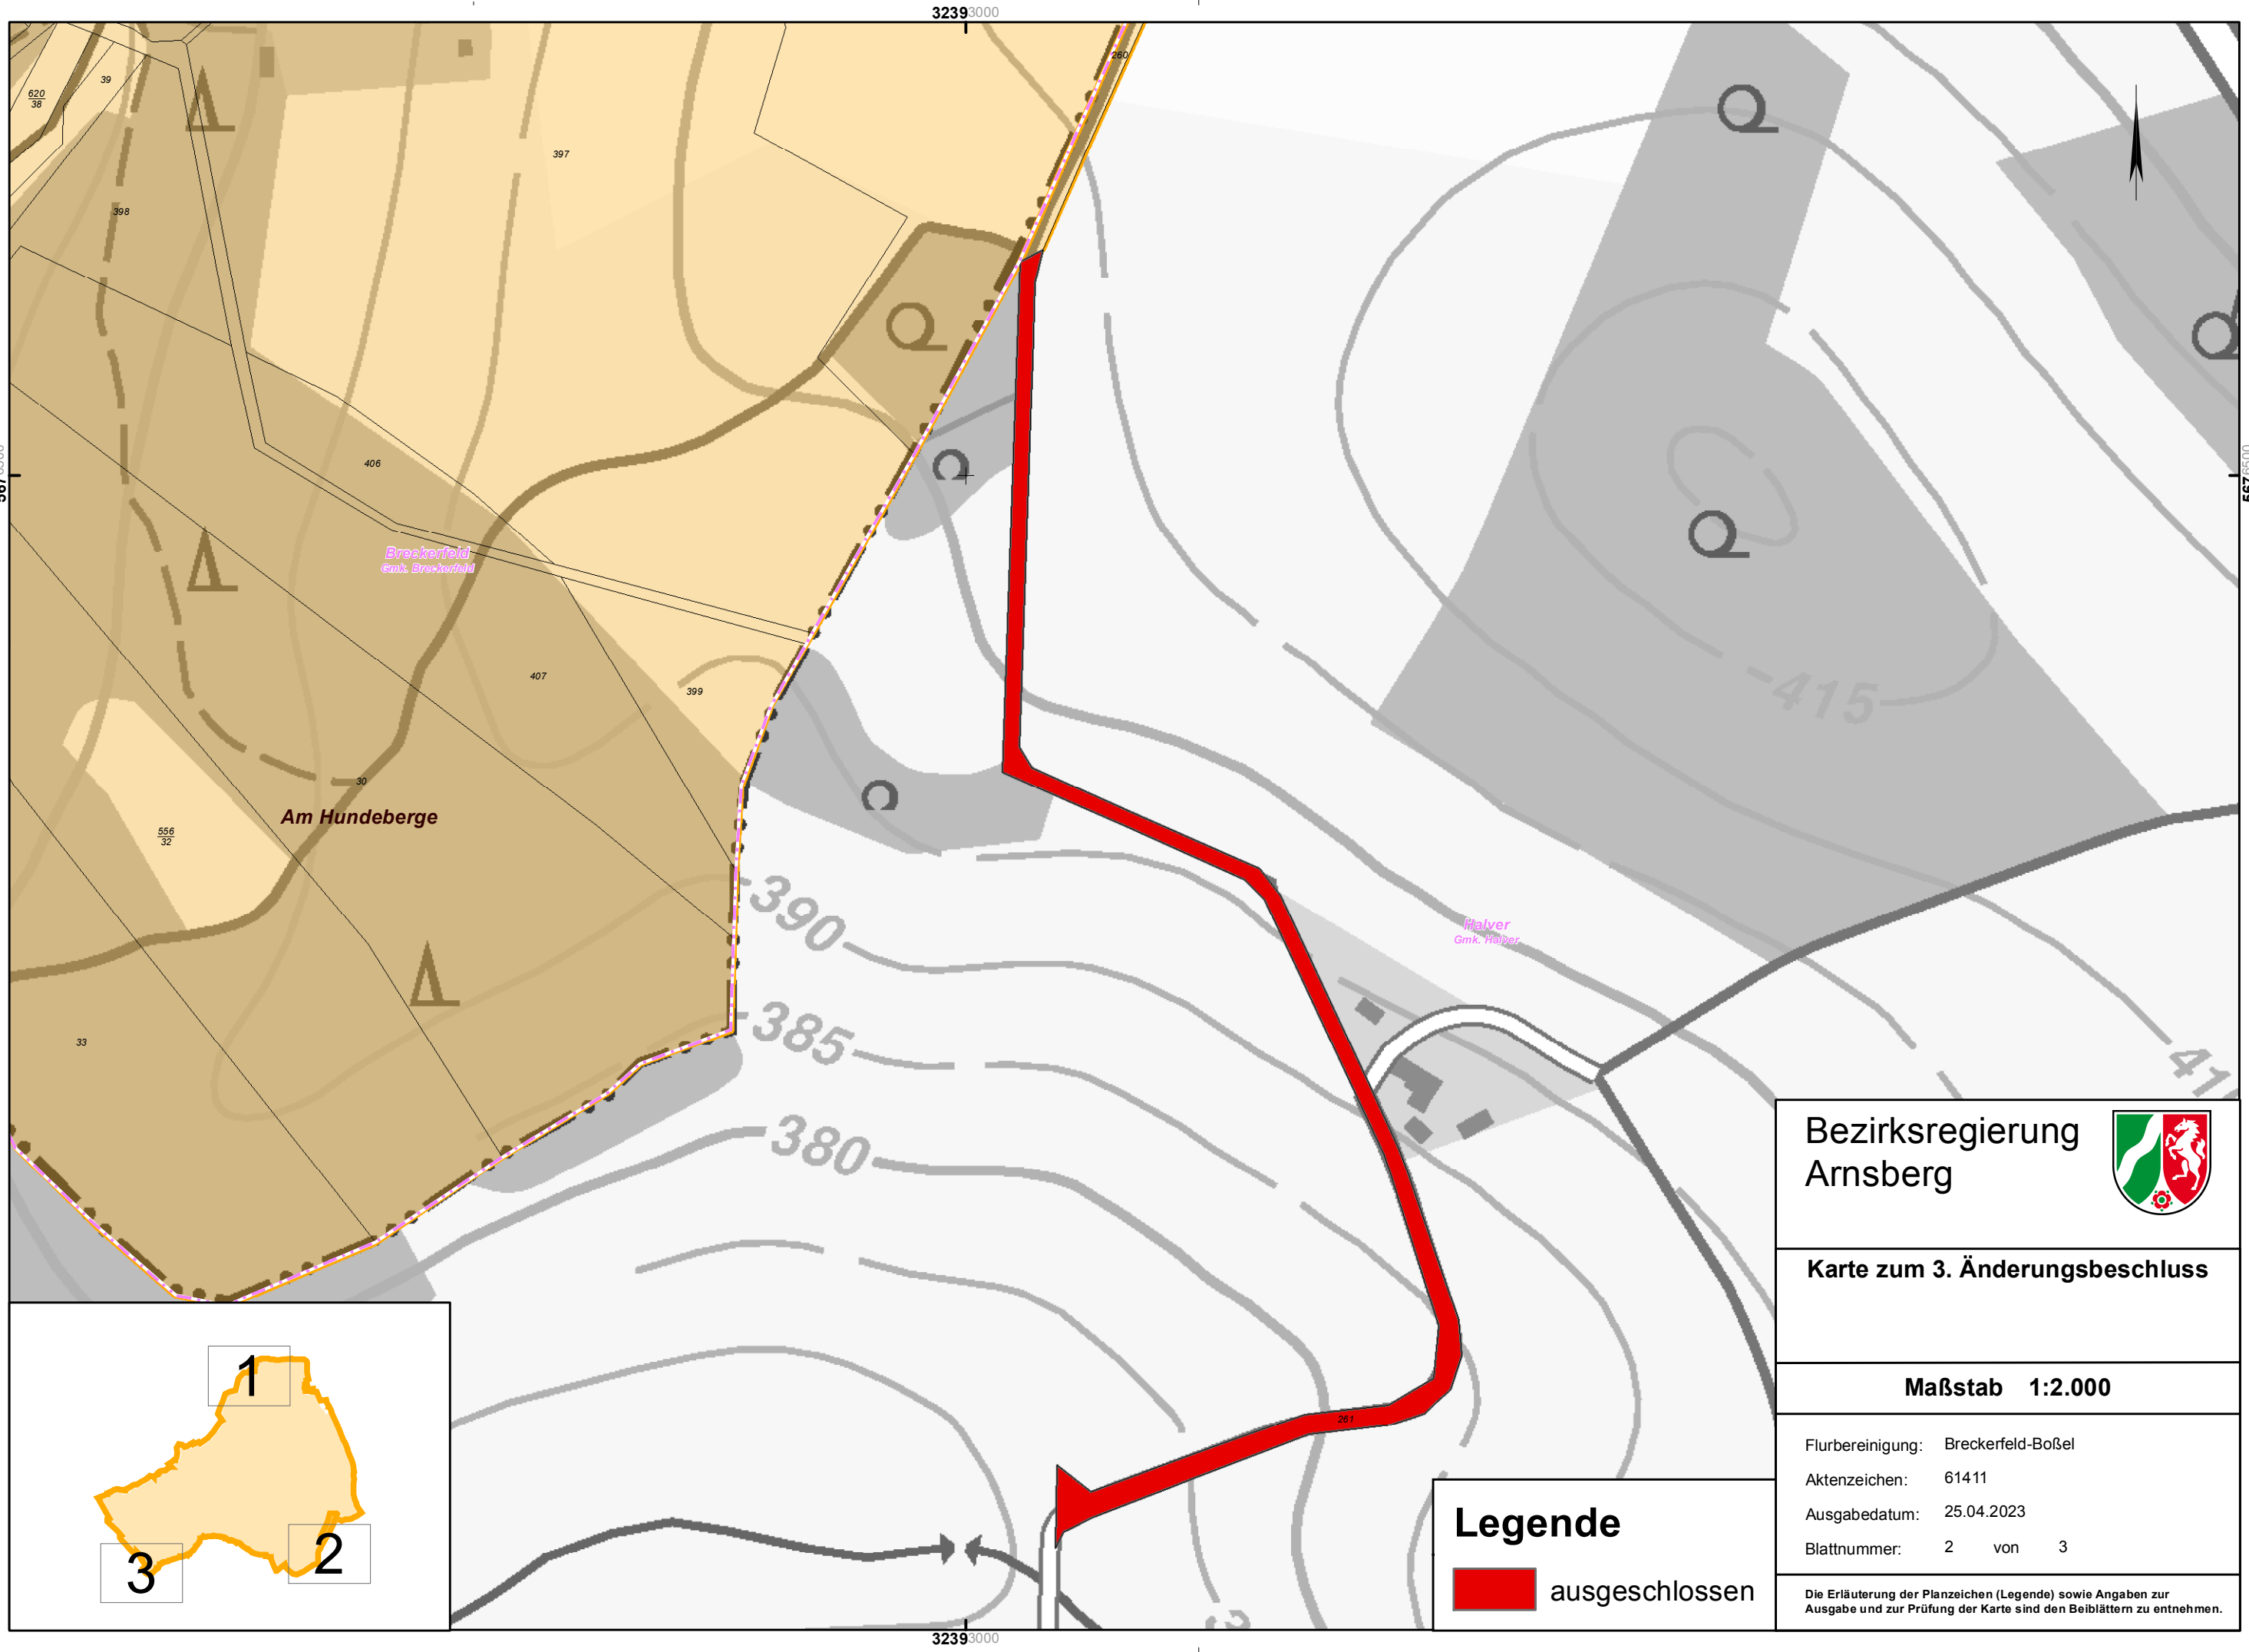 32393000
260
39
620
38
397
398
406
Breckerfeld
Gmk. Breckerfeld
407
399
415
30
Am Hundeberge
556
32
390
Halver
Gmk. Halver
33
385
380
41
261
1
2
3
Bezirksregierung
Arnsberg
Karte zum 3. Änderungsbeschluss
Maßstab 1:2.000
Flurbereinigung: Breckerfeld-Boßel
Aktenzeichen: 61411
Ausgabedatum: 25.04.2023
Blattnummer: 2 von 3
Die Erläuterung der Planzeichen (Legende) sowie Angaben zur
Ausgabe und zur Prüfung der Karte sind den Beiblättern zu entnehmen.
Legende
ausgeschlossen
32393000